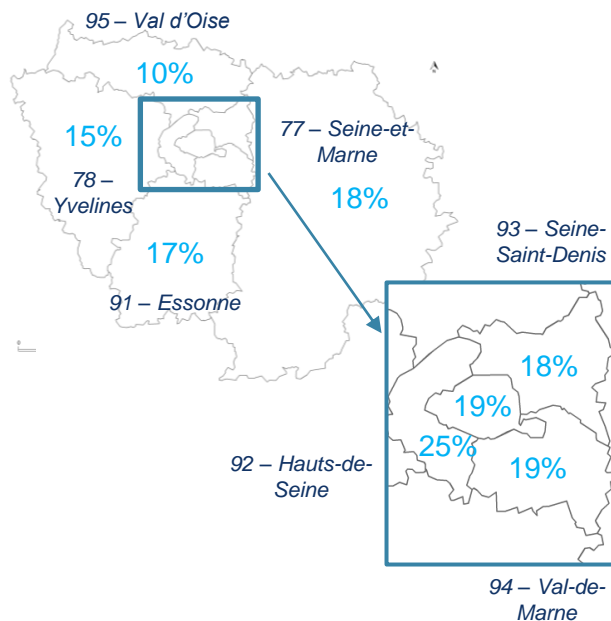 95 – Val d'Oise
10%
15%
78 –
Yvelines
77 – Seine-et-
Marne
18%
17%
91 – Essonne
93 – Seine-
Saint-Denis
18%
19%
25%
19%
92 – Hauts-de-
Seine
94 – Val-de-
Marne